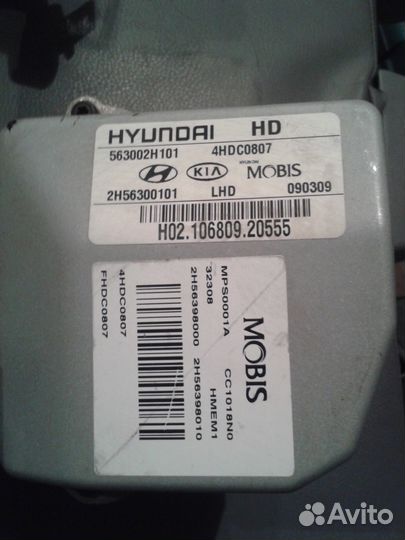 HYUNDAI HD
563002H101 4HDC0807
KIA MOBIS
2H56300101 LHD 090309
H02.106809.20555
MOBIS
CC1018N0 HMEM1
MPS0001A
32308
2H56398000 2H56398010
4HDC0807
FHDC0807
Avito